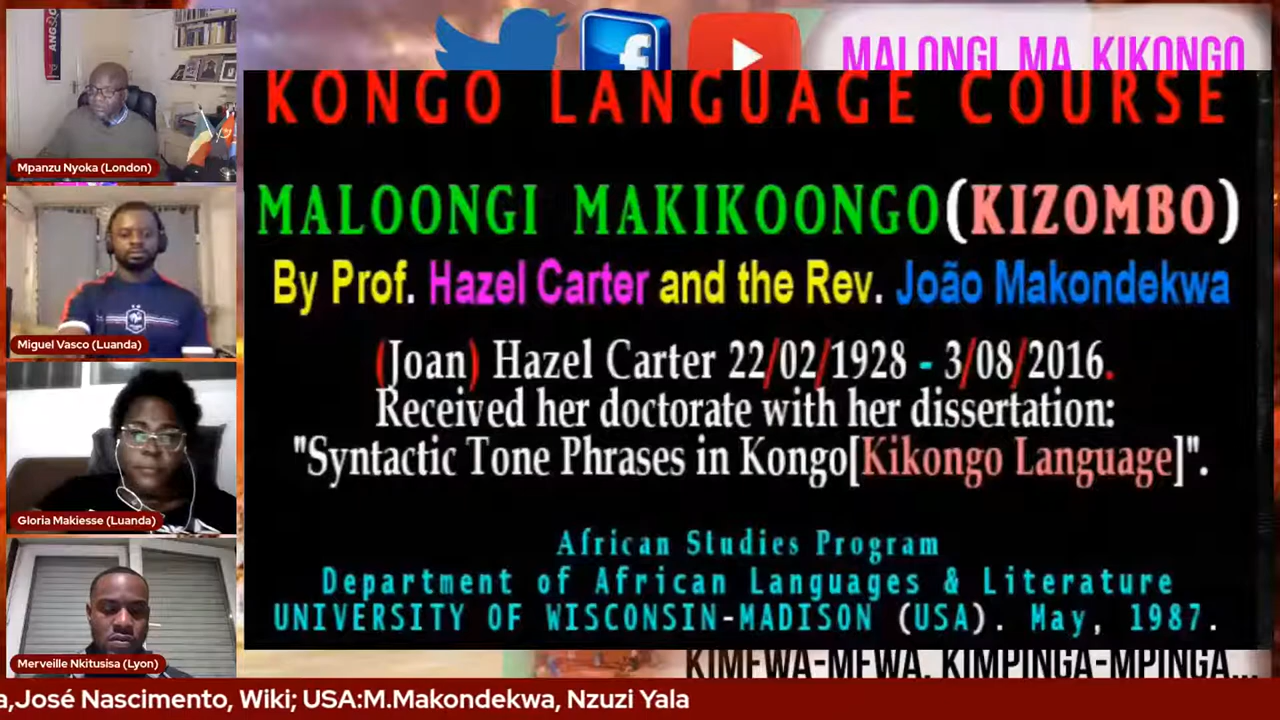 ANGO
Mpanzu Nyoka (London)
Miguel Vasco (Luanda)
Gloria Makiesse (Luanda)
Merveille Nkitusisa (Lyon)
MALONGI MA KIKONGO
KONGO LANGUAGE COURSE
MALOONGI MAKIKOONGO(KIZOMBO)
By Prof. Hazel Carter and the Rev. João Makondekwa
(Joan) Hazel Carter 22/02/1928 - 3/08/2016.
Received her doctorate with her dissertation:
"Syntactic Tone Phrases in Kongo[Kikongo Language]".
African Studies Program
Department of African Languages & Literature
UNIVERSITY OF WISCONSIN-MADISON (USA). May, 1987.
KIMFWA-MFWA, KIMPINGA-MPINGA...
a,José Nascimento, Wiki; USA:M.Makondekwa, Nzuzi Yala